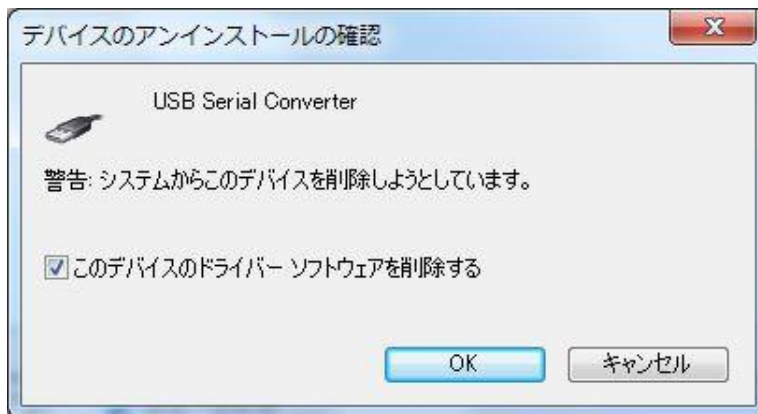 デバイスのアンインストールの確認
USB Serial Converter
警告: システムからこのデバイスを削除しようとしています。
このデバイスのドライバー ソフトウェアを削除する
OK
キャンセル